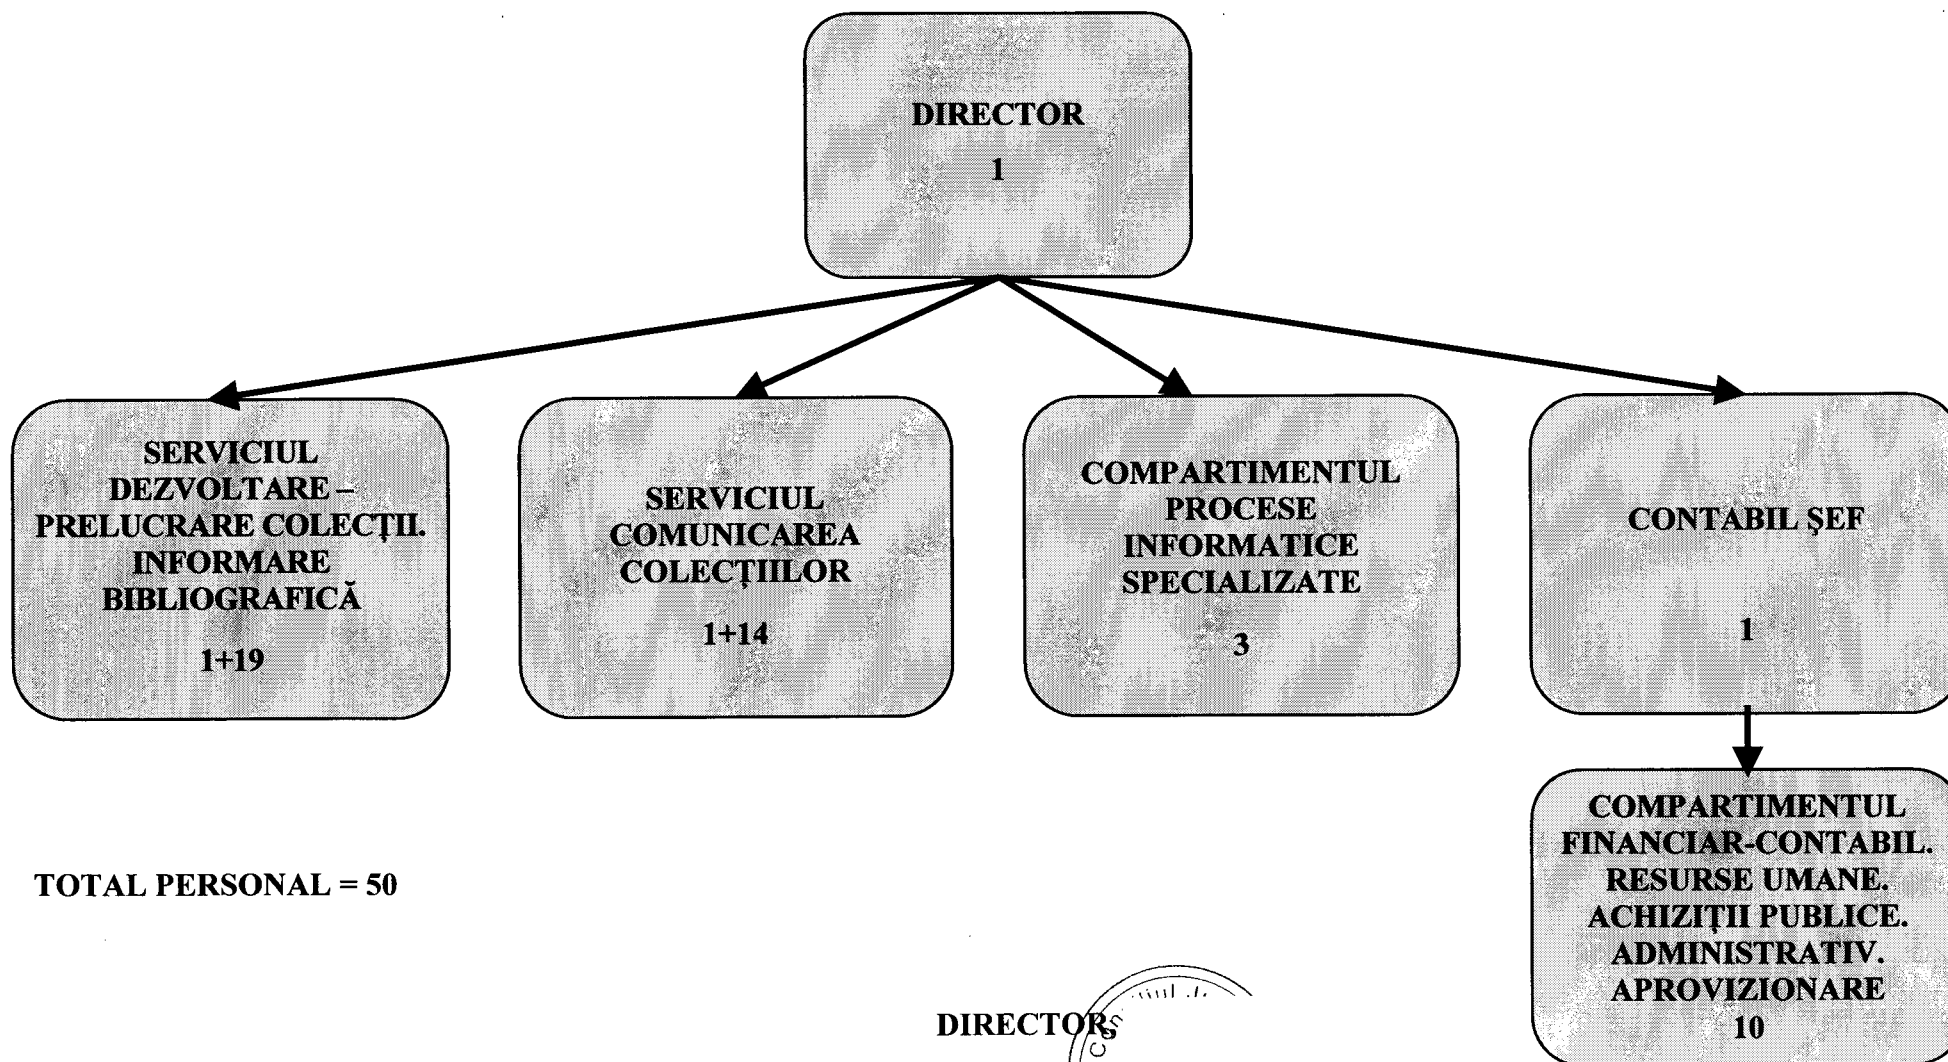 DIRECTOR
1
SERVICIUL
DEZVOLTARE –
PRELUCRARE COLECȚII.
INFORMARE
BIBLIOGRAFICĂ
1+19
SERVICIUL
COMUNICAREA
COLECȚIILOR
1+14
COMPARTIMENTUL
PROCESE
INFORMATICE
SPECIALIZATE
3
CONTABIL ŞEF
1
COMPARTIMENTUL
FINANCIAR-CONTABIL.
RESURSE UMANE.
ACHIZIȚII PUBLICE.
ADMINISTRATIV.
APROVIZIONARE
10
TOTAL PERSONAL = 50
DIRECTOR,